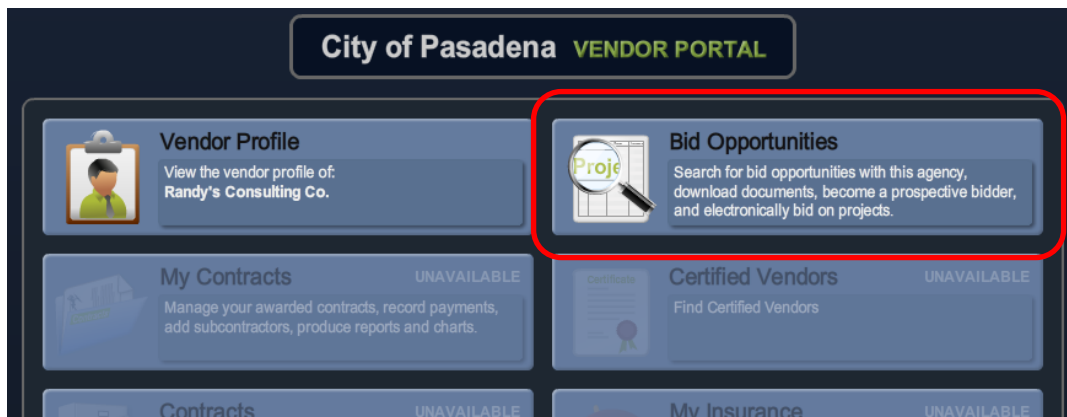 City of Pasadena VENDOR PORTAL
Vendor Profile
View the vendor profile of:
Randy's Consulting Co.
Bid Opportunities
Proje
Search for bid opportunities with this agency,
download documents, become a prospective bidder,
and electronically bid on projects.
My Contracts UNAVAILABLE
Manage your awarded contracts, record payments,
add subcontractors, produce reports and charts.
Certified Vendors UNAVAILABLE
Certificate
Find Certified Vendors
Contracts UNAVAILABLE
My Insurance UNAVAILABLE